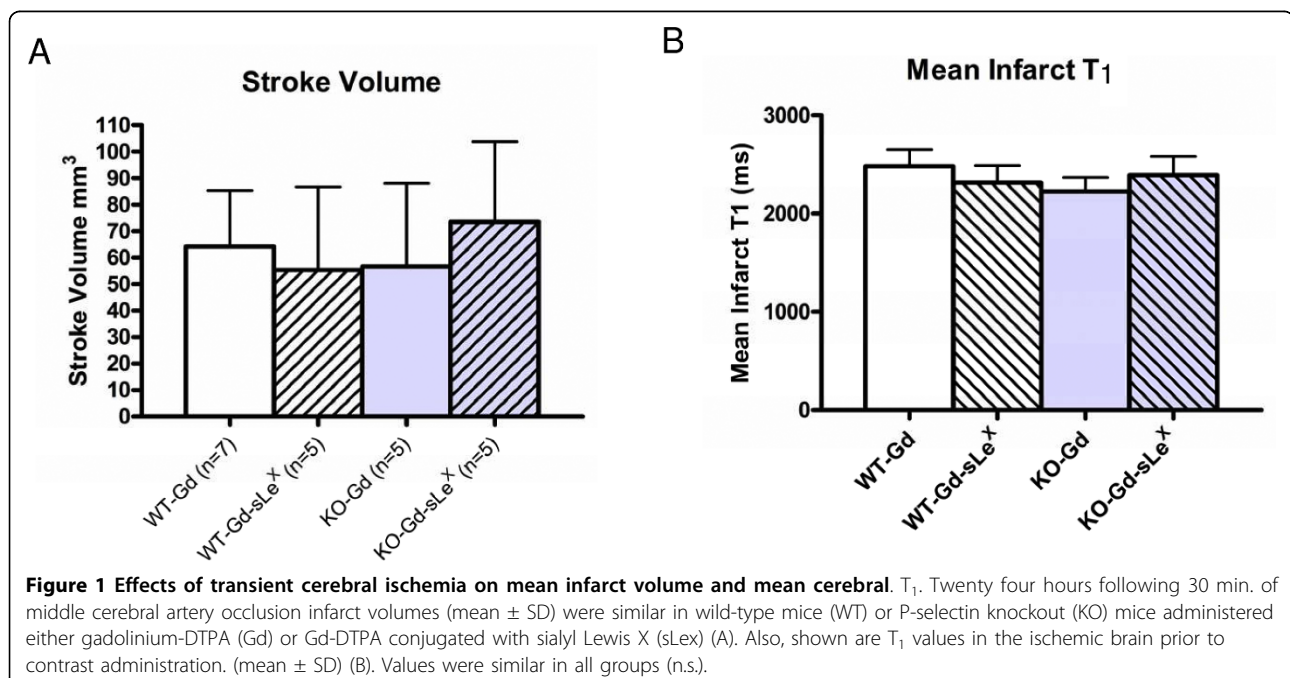 A
Stroke Volume
Stroke Volume mm³
110
100
90
80
70
60
50
40
30
20
10
0
WT-Gd (n=7)
WT-Gd-sLeˣ (n=5)
KO-Gd (n=5)
KO-Gd-sLeˣ (n=5)
B
Mean Infarct T₁
Mean Infarct T1 (ms)
3000
2000
1000
0
WT-Gd
WT-Gd-sLeˣ
KO-Gd
KO-Gd-sLeˣ
Figure 1 Effects of transient cerebral ischemia on mean infarct volume and mean cerebral. T₁. Twenty four hours following 30 min. of
middle cerebral artery occlusion infarct volumes (mean ± SD) were similar in wild-type mice (WT) or P-selectin knockout (KO) mice administered
either gadolinium-DTPA (Gd) or Gd-DTPA conjugated with sialyl Lewis X (sLex) (A). Also, shown are T₁ values in the ischemic brain prior to
contrast administration. (mean ± SD) (B). Values were similar in all groups (n.s.).